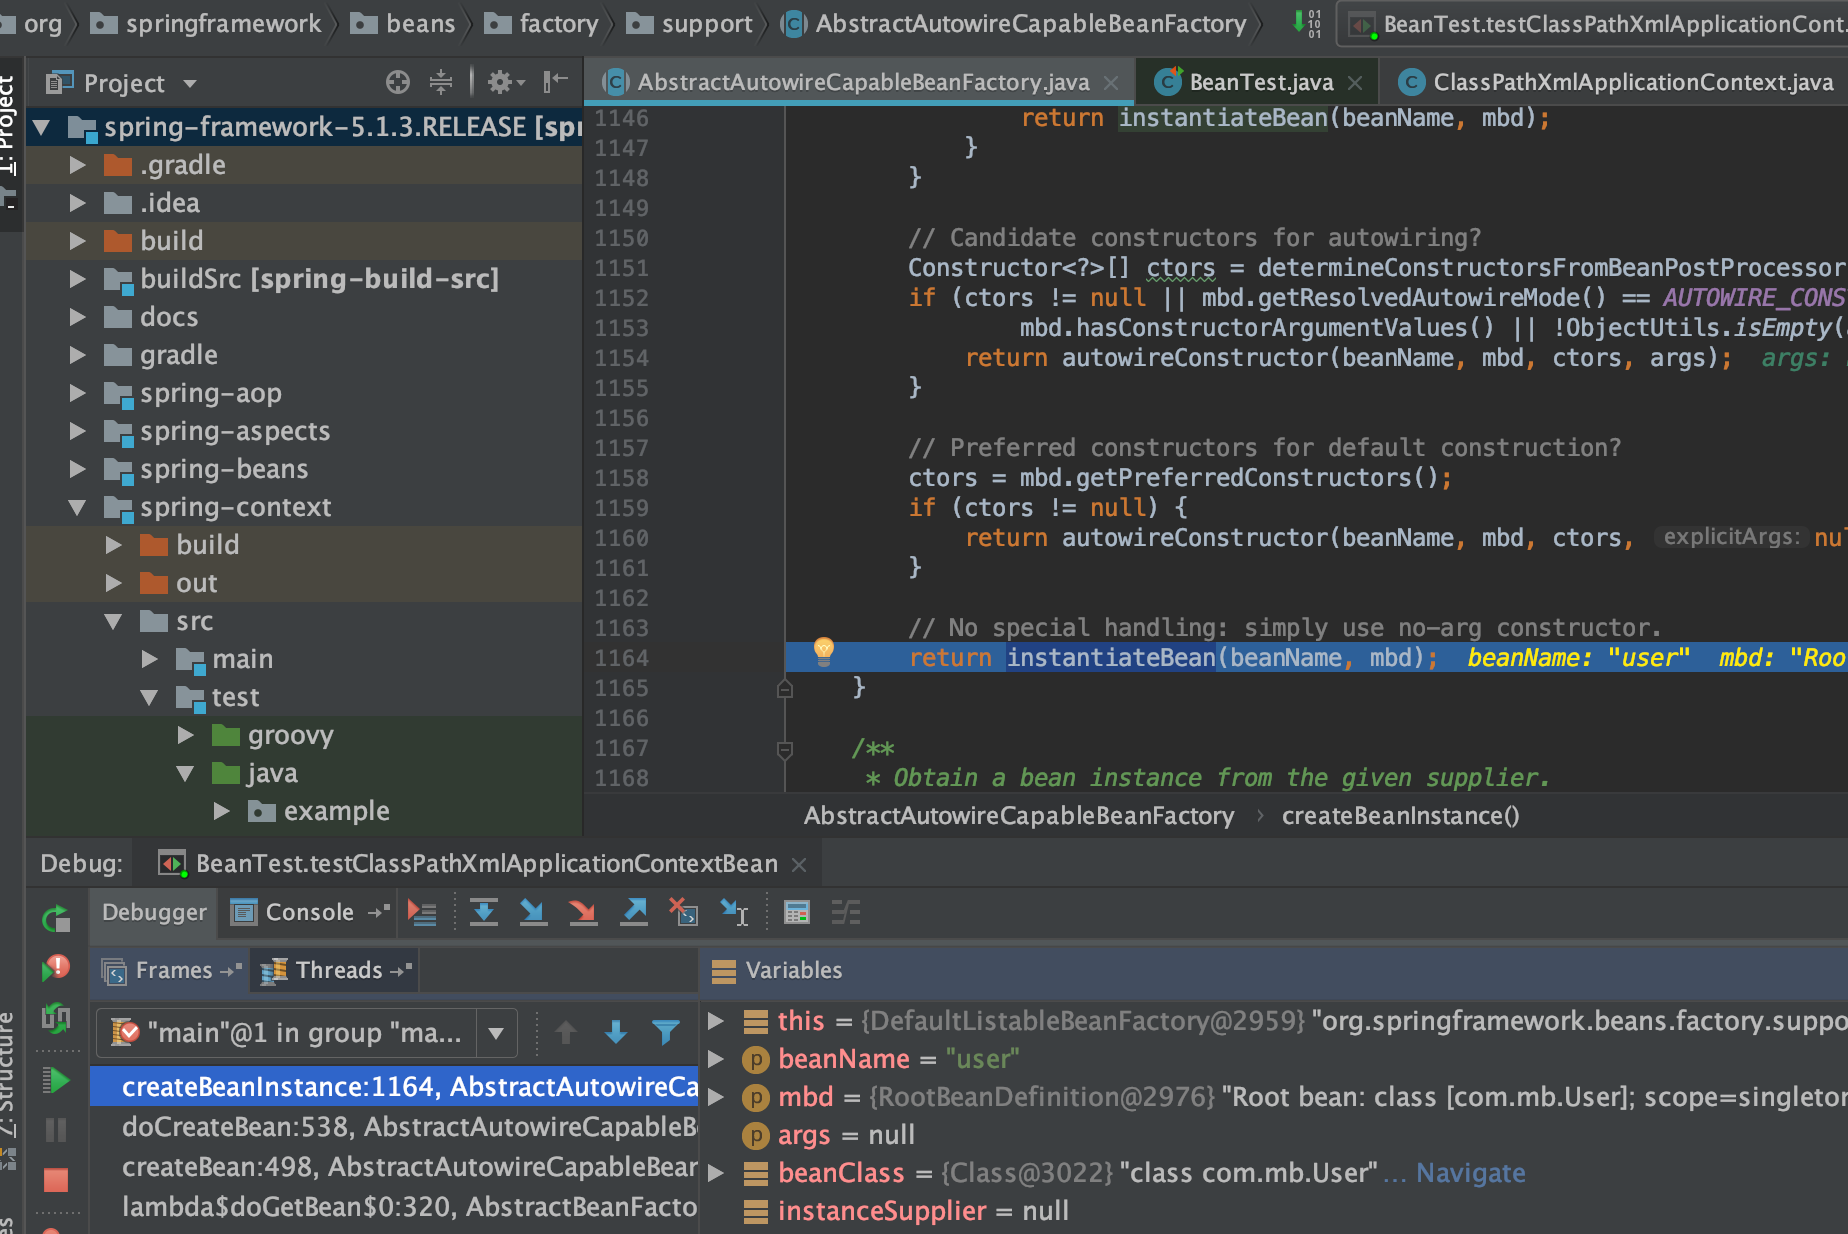 org springframework beans factory support AbstractAutowireCapableBeanFactory BeanTest.testClassPathXmlApplicationCont.
1: Project
Project
AbstractAutowireCapableBeanFactory.java BeanTest.java ClassPathXmlApplicationContext.java
spring-framework-5.1.3.RELEASE [spr
.gradle
.idea
build
buildSrc [spring-build-src]
docs
gradle
spring-aop
spring-aspects
spring-beans
spring-context
build
out
src
main
test
groovy
java
example
1146 return instantiateBean(beanName, mbd);
1147 }
1148 }
1149
1150 // Candidate constructors for autowiring?
1151 Constructor<?>[] ctors = determineConstructorsFromBeanPostProcessor
1152 if (ctors != null || mbd.getResolvedAutowireMode() == AUTOWIRE_CONS
1153 mbd.hasConstructorArgumentValues() || !ObjectUtils.isEmpty(
1154 return autowireConstructor(beanName, mbd, ctors, args); args:
1155 }
1156
1157 // Preferred constructors for default construction?
1158 ctors = mbd.getPreferredConstructors();
1159 if (ctors != null) {
1160 return autowireConstructor(beanName, mbd, ctors, explicitArgs: nul
1161 }
1162
1163 // No special handling: simply use no-arg constructor.
1164 return instantiateBean(beanName, mbd); beanName: "user" mbd: "Roo
1165 }
1166
1167 /**
1168 * Obtain a bean instance from the given supplier.
AbstractAutowireCapableBeanFactory › createBeanInstance()
Debug: BeanTest.testClassPathXmlApplicationContextBean
Debugger Console
Frames Threads Variables
7: Structure
"main"@1 in group "ma...
createBeanInstance:1164, AbstractAutowireCa
doCreateBean:538, AbstractAutowireCapableB
createBean:498, AbstractAutowireCapableBear
lambda$doGetBean$0:320, AbstractBeanFacto
this = {DefaultListableBeanFactory@2959} "org.springframework.beans.factory.suppo
beanName = "user"
mbd = {RootBeanDefinition@2976} "Root bean: class [com.mb.User]; scope=singleton
args = null
beanClass = {Class@3022} "class com.mb.User" ... Navigate
instanceSupplier = null